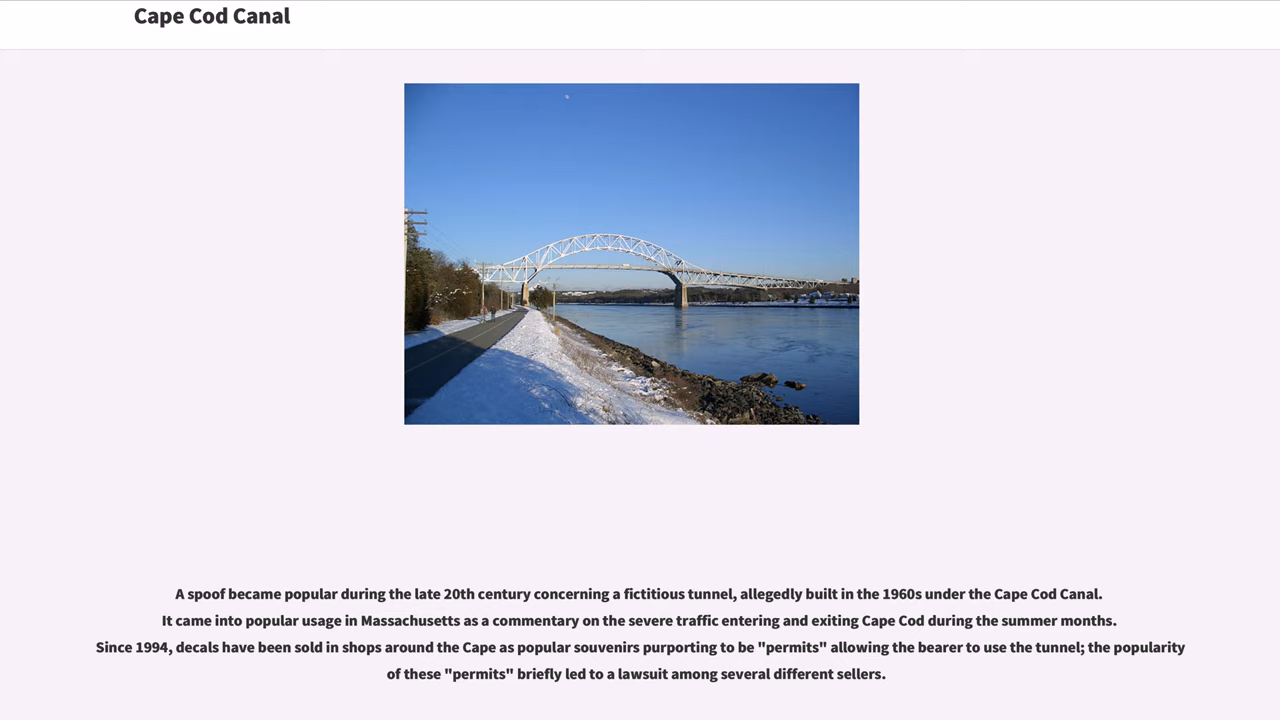 Cape Cod Canal
A spoof became popular during the late 20th century concerning a fictitious tunnel, allegedly built in the 1960s under the Cape Cod Canal.
It came into popular usage in Massachusetts as a commentary on the severe traffic entering and exiting Cape Cod during the summer months.
Since 1994, decals have been sold in shops around the Cape as popular souvenirs purporting to be "permits" allowing the bearer to use the tunnel; the popularity
of these "permits" briefly led to a lawsuit among several different sellers.